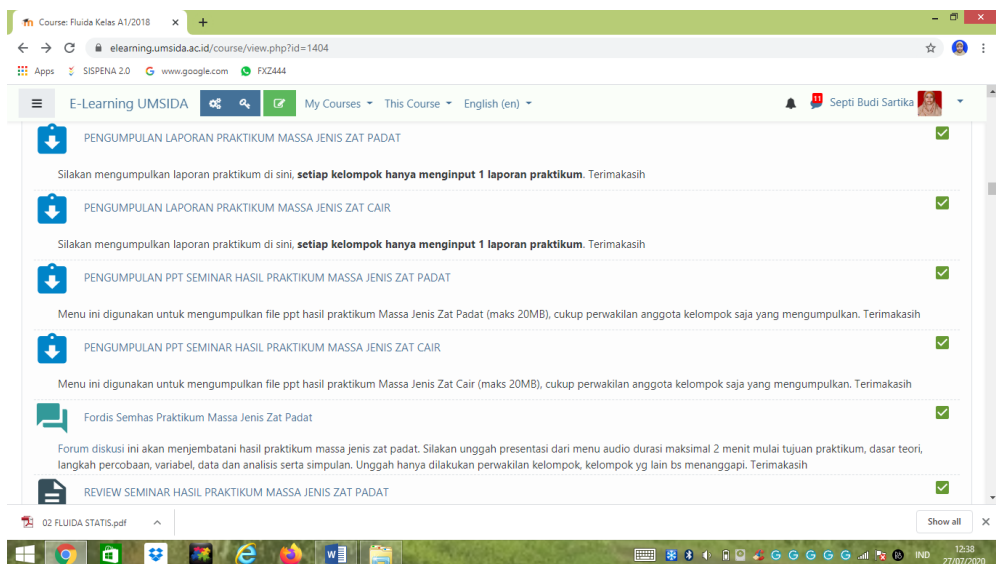 Course: Fluida Kelas A1/2018
elearning.umsida.ac.id/course/view.php?id=1404
Apps SISPENA 2.0 www.google.com FXZ444
E-Learning UMSIDA My Courses This Course English (en) 11 Septi Budi Sartika
PENGUMPULAN LAPORAN PRAKTIKUM MASSA JENIS ZAT PADAT
Silakan mengumpulkan laporan praktikum di sini, setiap kelompok hanya menginput 1 laporan praktikum. Terimakasih
PENGUMPULAN LAPORAN PRAKTIKUM MASSA JENIS ZAT CAIR
Silakan mengumpulkan laporan praktikum di sini, setiap kelompok hanya menginput 1 laporan praktikum. Terimakasih
PENGUMPULAN PPT SEMINAR HASIL PRAKTIKUM MASSA JENIS ZAT PADAT
Menu ini digunakan untuk mengumpulkan file ppt hasil praktikum Massa Jenis Zat Padat (maks 20MB), cukup perwakilan anggota kelompok saja yang mengumpulkan. Terimakasih
PENGUMPULAN PPT SEMINAR HASIL PRAKTIKUM MASSA JENIS ZAT CAIR
Menu ini digunakan untuk mengumpulkan file ppt hasil praktikum Massa Jenis Zat Cair (maks 20MB), cukup perwakilan anggota kelompok saja yang mengumpulkan. Terimakasih
Fordis Semhas Praktikum Massa Jenis Zat Padat
Forum diskusi ini akan menjembatani hasil praktikum massa jenis zat padat. Silakan unggah presentasi dari menu audio durasi maksimal 2 menit mulai tujuan praktikum, dasar teori,
langkah percobaan, variabel, data dan analisis serta simpulan. Unggah hanya dilakukan perwakilan kelompok, kelompok yg lain bs menanggapi. Terimakasih
REVIEW SEMINAR HASIL PRAKTIKUM MASSA JENIS ZAT PADAT
02 FLUIDA STATIS.pdf Show all
IND 12:38
27/07/2020